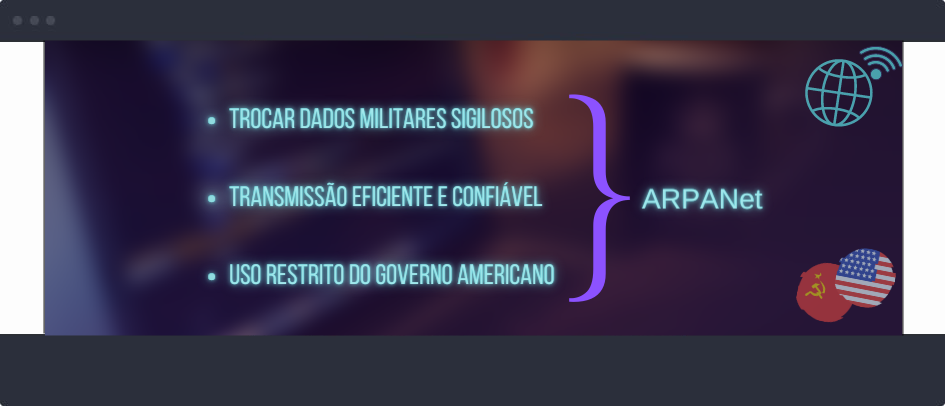 • TROCAR DADOS MILITARES SIGILOSOS
• TRANSMISSÃO EFICIENTE E CONFIÁVEL
ARPANet
• USO RESTRITO DO GOVERNO AMERICANO